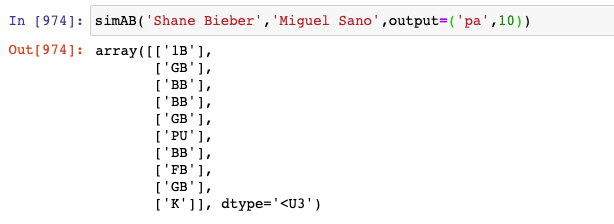 In [974]: simAB('Shane Bieber','Miguel Sano',output=('pa',10))
Out[974]: array([['1B'],
['GB'],
['BB'],
['BB'],
['GB'],
['PU'],
['BB'],
['FB'],
['GB'],
['K']], dtype='<U3')